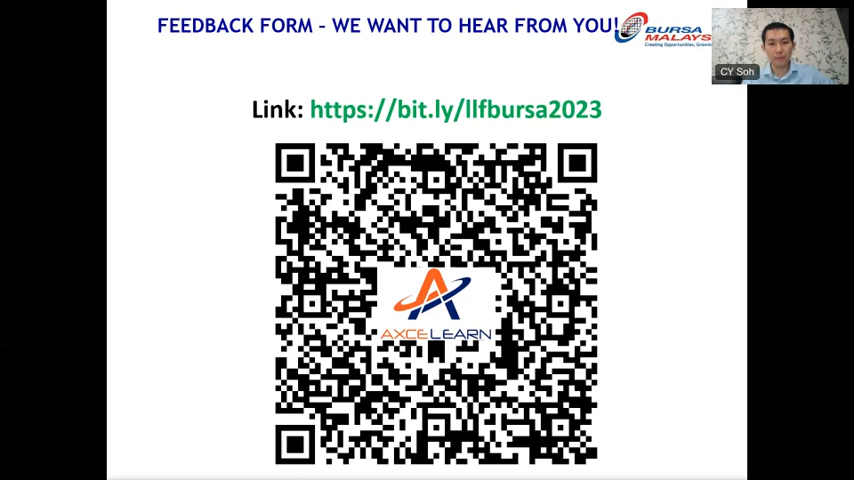 FEEDBACK FORM – WE WANT TO HEAR FROM YOU!
BURSA
MALAYS
Creating Opportunities, Growin
CY Soh
Link: https://bit.ly/llfbursa2023
AXCELEARN